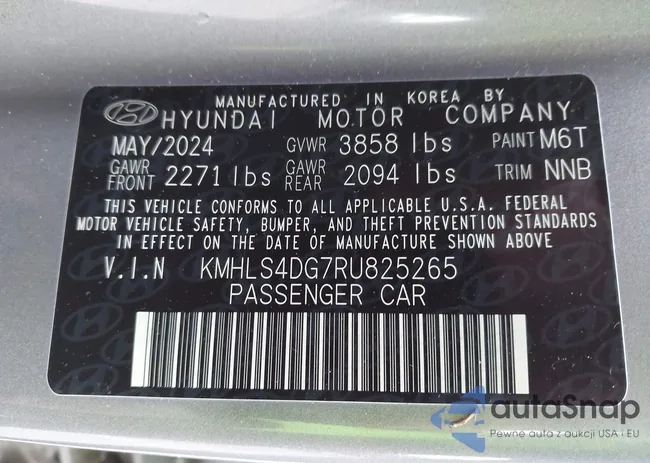 MANUFACTURED IN KOREA BY
HYUNDAI MOTOR COMPANY
MAY/2024 GVWR 3858 lbs PAINT M6T
GAWR FRONT 2271 lbs GAWR REAR 2094 lbs TRIM NNB
THIS VEHICLE CONFORMS TO ALL APPLICABLE U.S.A. FEDERAL
MOTOR VEHICLE SAFETY, BUMPER, AND THEFT PREVENTION STANDARDS
IN EFFECT ON THE DATE OF MANUFACTURE SHOWN ABOVE
V.I.N KMHLS4DG7RU825265
PASSENGER CAR
autaSnap
Pewne auta z aukcji USA i EU